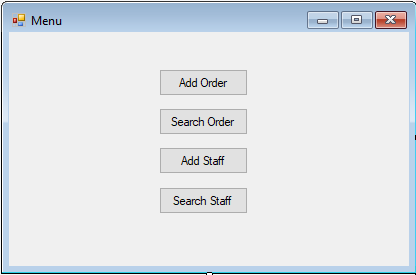 Menu
Add Order
Search Order
Add Staff
Search Staff